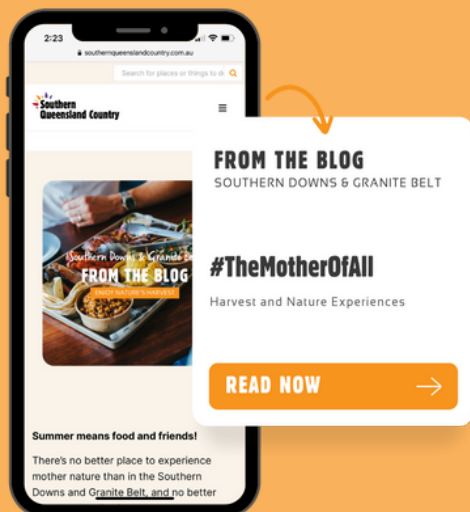 2:23
southernqueenslandcountry.com.au
Search for places or things to d
Southern
Queensland Country
Southern Downs & Granite
FROM THE BLOG
ENJOY NATURE'S HARVEST
Summer means food and friends!
There's no better place to experience
mother nature than in the Southern
Downs and Granite Belt, and no better
FROM THE BLOG
SOUTHERN DOWNS & GRANITE BELT
#TheMotherOfAll
Harvest and Nature Experiences
READ NOW